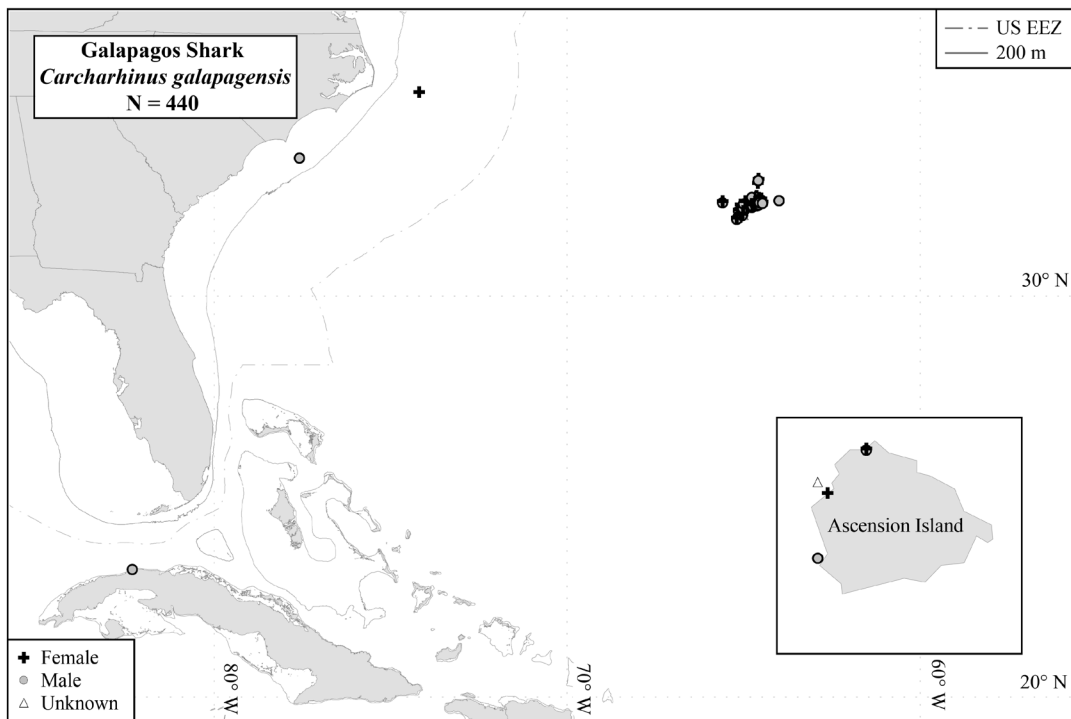 Galapagos Shark
Carcharhinus galapagensis
N = 440
US EEZ
200 m
30° N
Ascension Island
Female
Male
Unknown
80° W
70° W
60° W
20° N